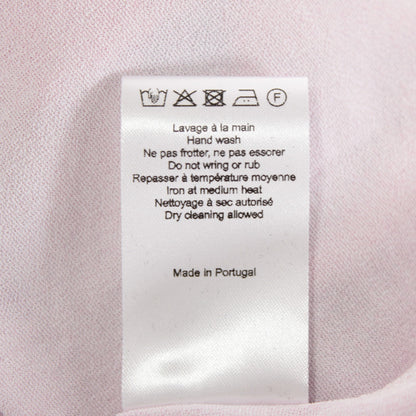 Lavage à la main
Hand wash
Ne pas frotter, ne pas essorer
Do not wring or rub
Repasser à température moyenne
Iron at medium heat
Nettoyage à sec autorisé
Dry cleaning allowed
Made in Portugal